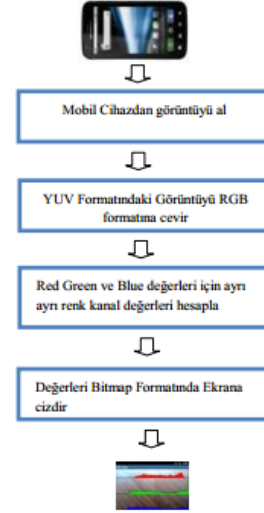 Mobil Cihazdan görüntüyü al
YUV Formatındaki Görüntüyü RGB
formatına cevir
Red Green ve Blue değerleri için ayrı
ayrı renk kanal değerleri hesapla
Değerleri Bitmap Formatında Ekrana
cizdir